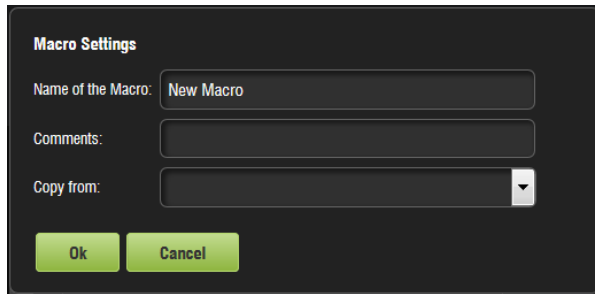 Macro Settings
Name of the Macro: New Macro
Comments:
Copy from:
Ok Cancel